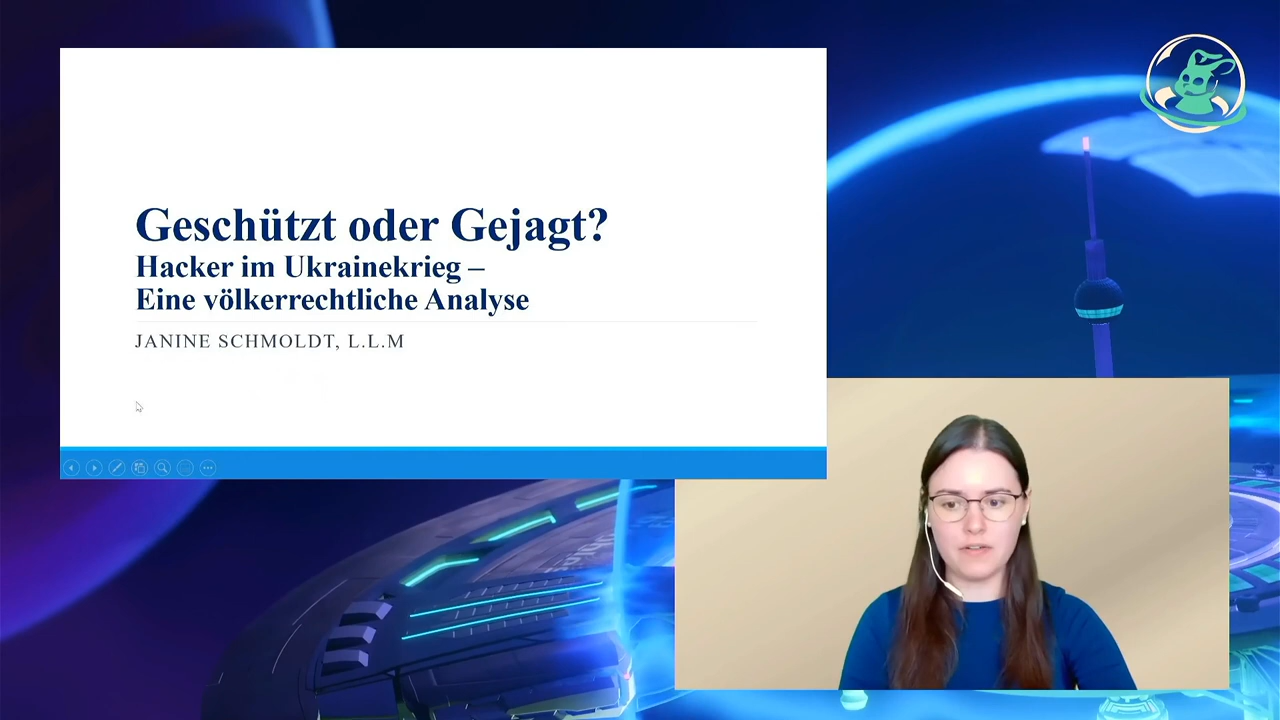 Geschützt oder Gejagt?
Hacker im Ukrainekrieg –
Eine völkerrechtliche Analyse
JANINE SCHMOLDT, L.L.M